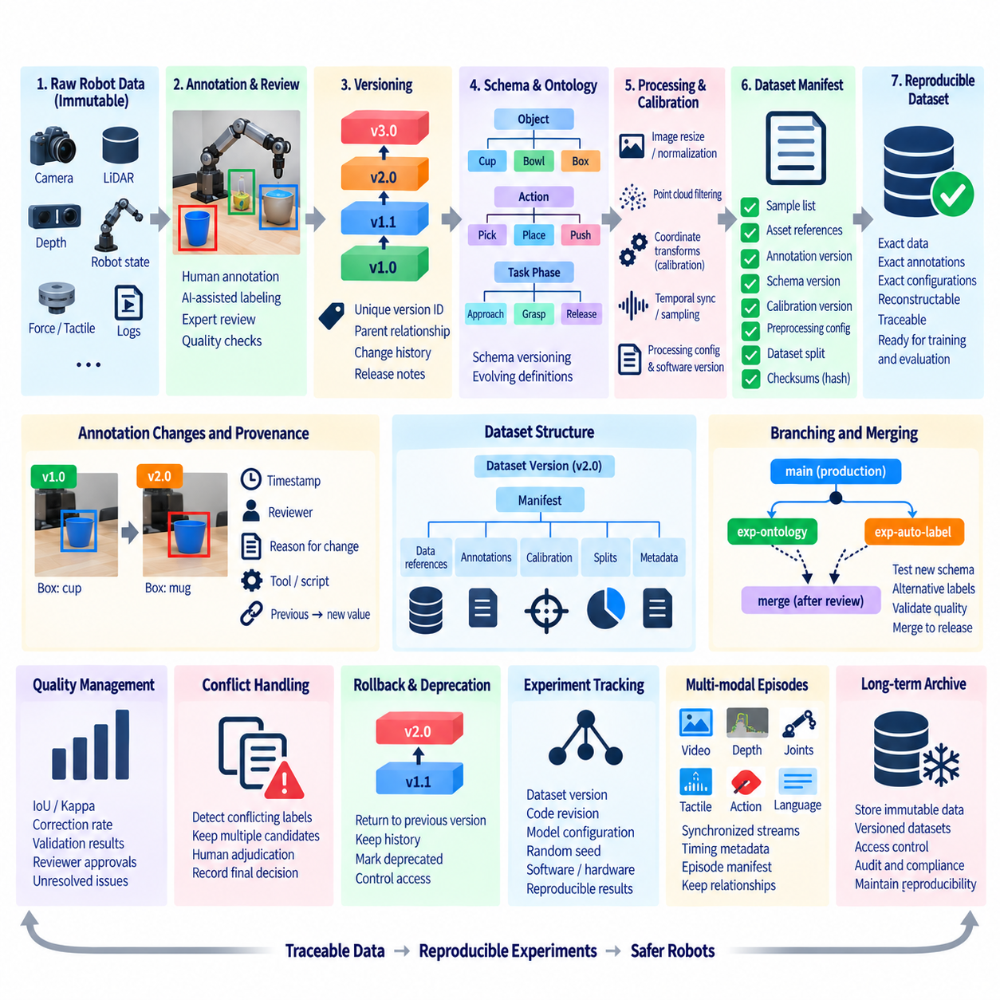 1. Raw Robot Data
(Immutable)
Camera
LiDAR
Depth
Robot state
Force / Tactile
Logs
...
2. Annotation & Review
Human annotation
AI-assisted labeling
Expert review
Quality checks
3. Versioning
v3.0
v2.0
v1.1
v1.0
Unique version ID
Parent relationship
Change history
Release notes
4. Schema & Ontology
Object
Cup
Bowl
Box
Action
Pick
Place
Push
Task Phase
Approach
Grasp
Release
Schema versioning
Evolving definitions
5. Processing &
Calibration
Image resize
/ normalization
Point cloud filtering
Coordinate
transforms
(calibration)
Temporal sync
/ sampling
Processing config
& software version
6. Dataset Manifest
Sample list
Asset references
Annotation version
Schema version
Calibration version
Preprocessing config
Dataset split
Checksums (hash)
7. Reproducible
Dataset
Exact data
Exact annotations
Exact configurations
Reconstructable
Traceable
Ready for training
and evaluation
Annotation Changes and Provenance
v1.0
v2.0
Box: cup
Box: mug
Timestamp
Reviewer
Reason for change
Tool / script
Previous → new value
Dataset Structure
Dataset Version (v2.0)
Manifest
Data
references
Annotations
Calibration
Splits
Metadata
Branching and Merging
main (production)
exp-ontology
exp-auto-label
merge (after review)
Test new schema
Alternative labels
Validate quality
Merge to release
Quality Management
IoU / Kappa
Correction rate
Validation results
Reviewer approvals
Unresolved issues
Conflict Handling
Detect conflicting labels
Keep multiple candidates
Human adjudication
Record final decision
Rollback & Deprecation
v2.0
v1.1
Return to previous version
Keep history
Mark deprecated
Control access
Experiment Tracking
Dataset version
Code revision
Model configuration
Random seed
Software / hardware
Reproducible results
Multi-modal Episodes
Video
Depth
Joints
Tactile
Action
Language
Synchronized streams
Timing metadata
Episode manifest
Keep relationships
Long-term Archive
Store immutable data
Versioned datasets
Access control
Audit and compliance
Maintain reproducibility
Traceable Data → Reproducible Experiments → Safer Robots